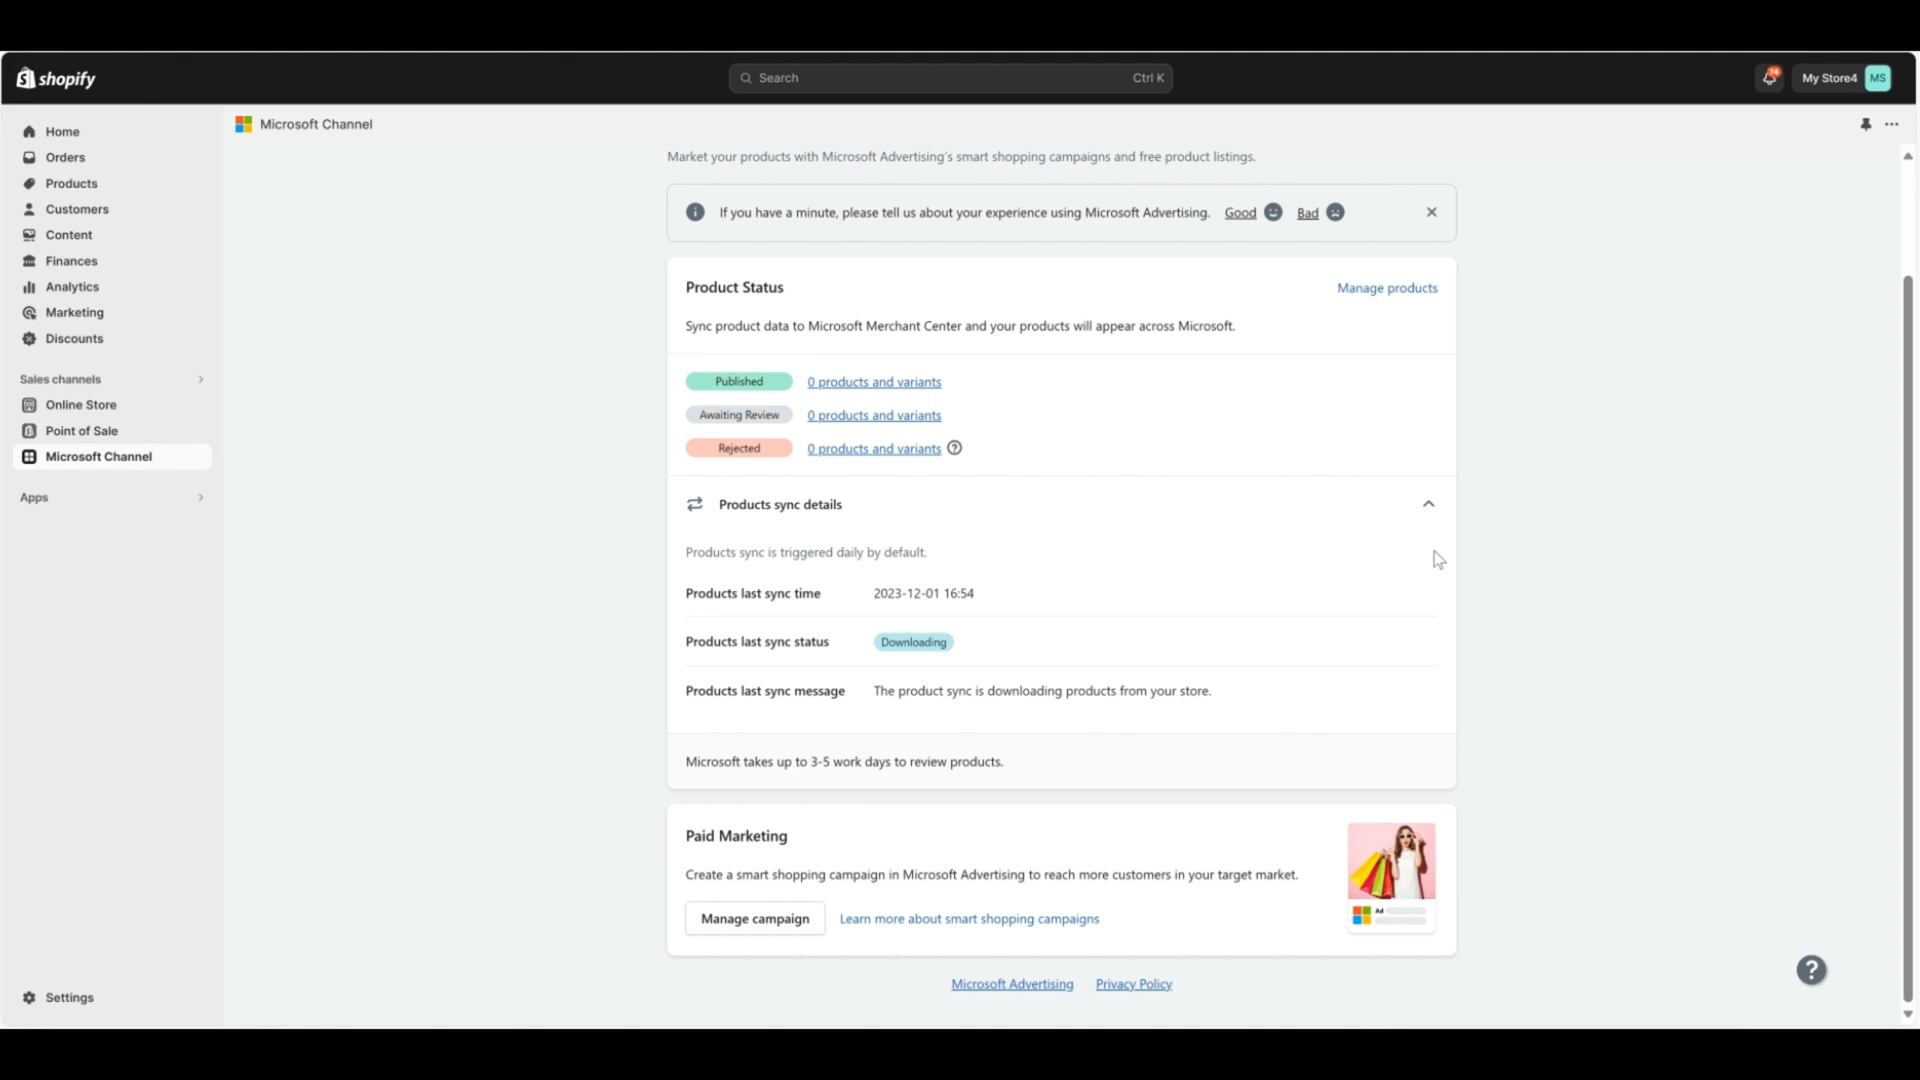 shopify
Search
Ctrl K
My Store4
MS
Home
Orders
Products
Customers
Content
Finances
Analytics
Marketing
Discounts
Sales channels
Online Store
Point of Sale
Microsoft Channel
Apps
Settings
Microsoft Channel
Market your products with Microsoft Advertising's smart shopping campaigns and free product listings.
If you have a minute, please tell us about your experience using Microsoft Advertising. Good Bad
Product Status
Manage products
Sync product data to Microsoft Merchant Center and your products will appear across Microsoft.
Published 0 products and variants
Awaiting Review 0 products and variants
Rejected 0 products and variants
Products sync details
Products sync is triggered daily by default.
Products last sync time 2023-12-01 16:54
Products last sync status Downloading
Products last sync message The product sync is downloading products from your store.
Microsoft takes up to 3-5 work days to review products.
Paid Marketing
Create a smart shopping campaign in Microsoft Advertising to reach more customers in your target market.
Manage campaign Learn more about smart shopping campaigns
Ad
Microsoft Advertising Privacy Policy